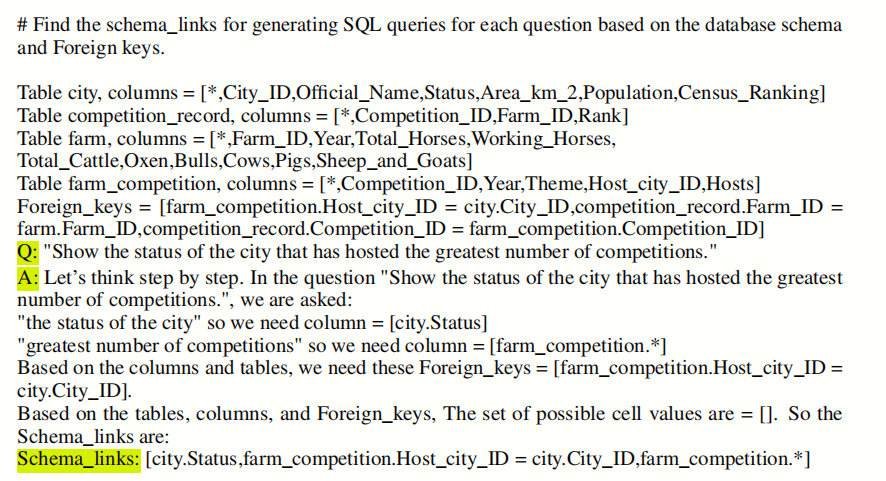 # Find the schema_links for generating SQL queries for each question based on the database schema
and Foreign keys.
Table city, columns = [*,City_ID,Official_Name,Status,Area_km_2,Population,Census_Ranking]
Table competition_record, columns = [*,Competition_ID,Farm_ID,Rank]
Table farm, columns = [*,Farm_ID,Year,Total_Horses,Working_Horses,
Total_Cattle,Oxen,Bulls,Cows,Pigs,Sheep_and_Goats]
Table farm_competition, columns = [*,Competition_ID,Year,Theme,Host_city_ID,Hosts]
Foreign_keys = [farm_competition.Host_city_ID = city.City_ID,competition_record.Farm_ID =
farm.Farm_ID,competition_record.Competition_ID = farm_competition.Competition_ID]
Q: "Show the status of the city that has hosted the greatest number of competitions."
A: Let’s think step by step. In the question "Show the status of the city that has hosted the greatest
number of competitions.", we are asked:
"the status of the city" so we need column = [city.Status]
"greatest number of competitions" so we need column = [farm_competition.*]
Based on the columns and tables, we need these Foreign_keys = [farm_competition.Host_city_ID =
city.City_ID].
Based on the tables, columns, and Foreign_keys, The set of possible cell values are = []. So the
Schema_links are:
Schema_links: [city.Status,farm_competition.Host_city_ID = city.City_ID,farm_competition.*]